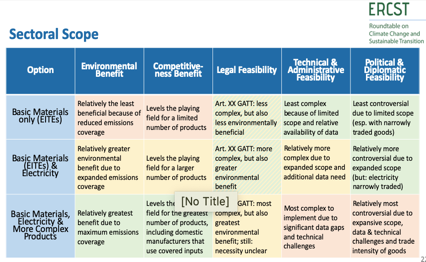 ERCST
Roundtable on
Climate Change and
Sustainable Transition
Sectoral Scope
Option
Environmental
Benefit
Competitive-
ness Benefit
Legal Feasibility
Technical &
Administrative
Feasibility
Political &
Diplomatic
Feasibility
Basic Materials
only (EITEs)
Relatively the least
beneficial because of
reduced emissions
coverage
Levels the playing
field for a limited
number of products
Art. XX GATT: less
complex, but also
less environmentally
beneficial
Least complex
because of limited
scope and relative
availability of data
Least controversial
due to limited scope
(esp. with narrowly
traded goods)
Basic Materials
(EITEs) &
Electricity
Relatively greater
environmental
benefit due to
expanded emissions
coverage
Levels the playing
field for a larger
number of products
Art. XX GATT: more
complex, but also
greater
environmental
benefit
Relatively more
complex due to
expanded scope and
additional data need
Relatively more
controversial due to
expanded scope
(but: electricity
narrowly traded)
Basic Materials,
Electricity &
More Complex
Products
Relatively greatest
benefit due to
maximum emissions
coverage
Levels the
field for the greatest
number of products,
including domestic
manufacturers that
use covered inputs
GATT: most
complex, but also
greatest
environmental
benefit; still:
necessity unclear
Most complex to
implement due to
significant data gaps
and technical
challenges
Relatively most
controversial due to
expansive scope,
data & technical
challenges and trade
intensity of goods
[No Title]